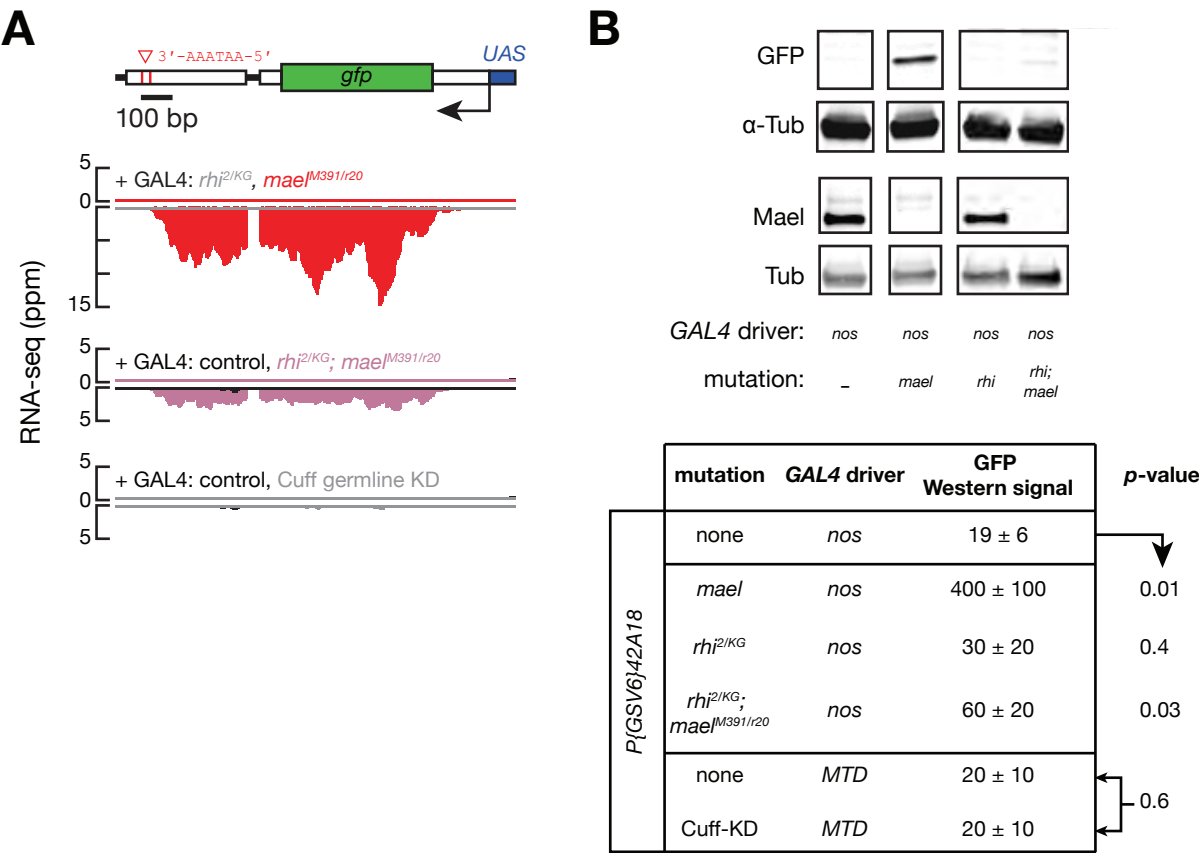 A
3′-AAATAA-5′
UAS
gfp
100 bp
RNA-seq (ppm)
5
+ GAL4: rhi2/KG, maelM391/r20
0
15
5
+ GAL4: control, rhi2/KG; maelM391/r20
0
5
5
+ GAL4: control, Cuff germline KD
0
5
B
GFP
α-Tub
Mael
Tub
GAL4 driver: nos nos nos nos
mutation: – mael rhi rhi; mael
mutation GAL4 driver GFP Western signal p-value
P{GSV6}42A18
none nos 19 ± 6
mael nos 400 ± 100 0.01
rhi2/KG nos 30 ± 20 0.4
rhi2/KG; maelM391/r20 nos 60 ± 20 0.03
none MTD 20 ± 10
0.6
Cuff-KD MTD 20 ± 10